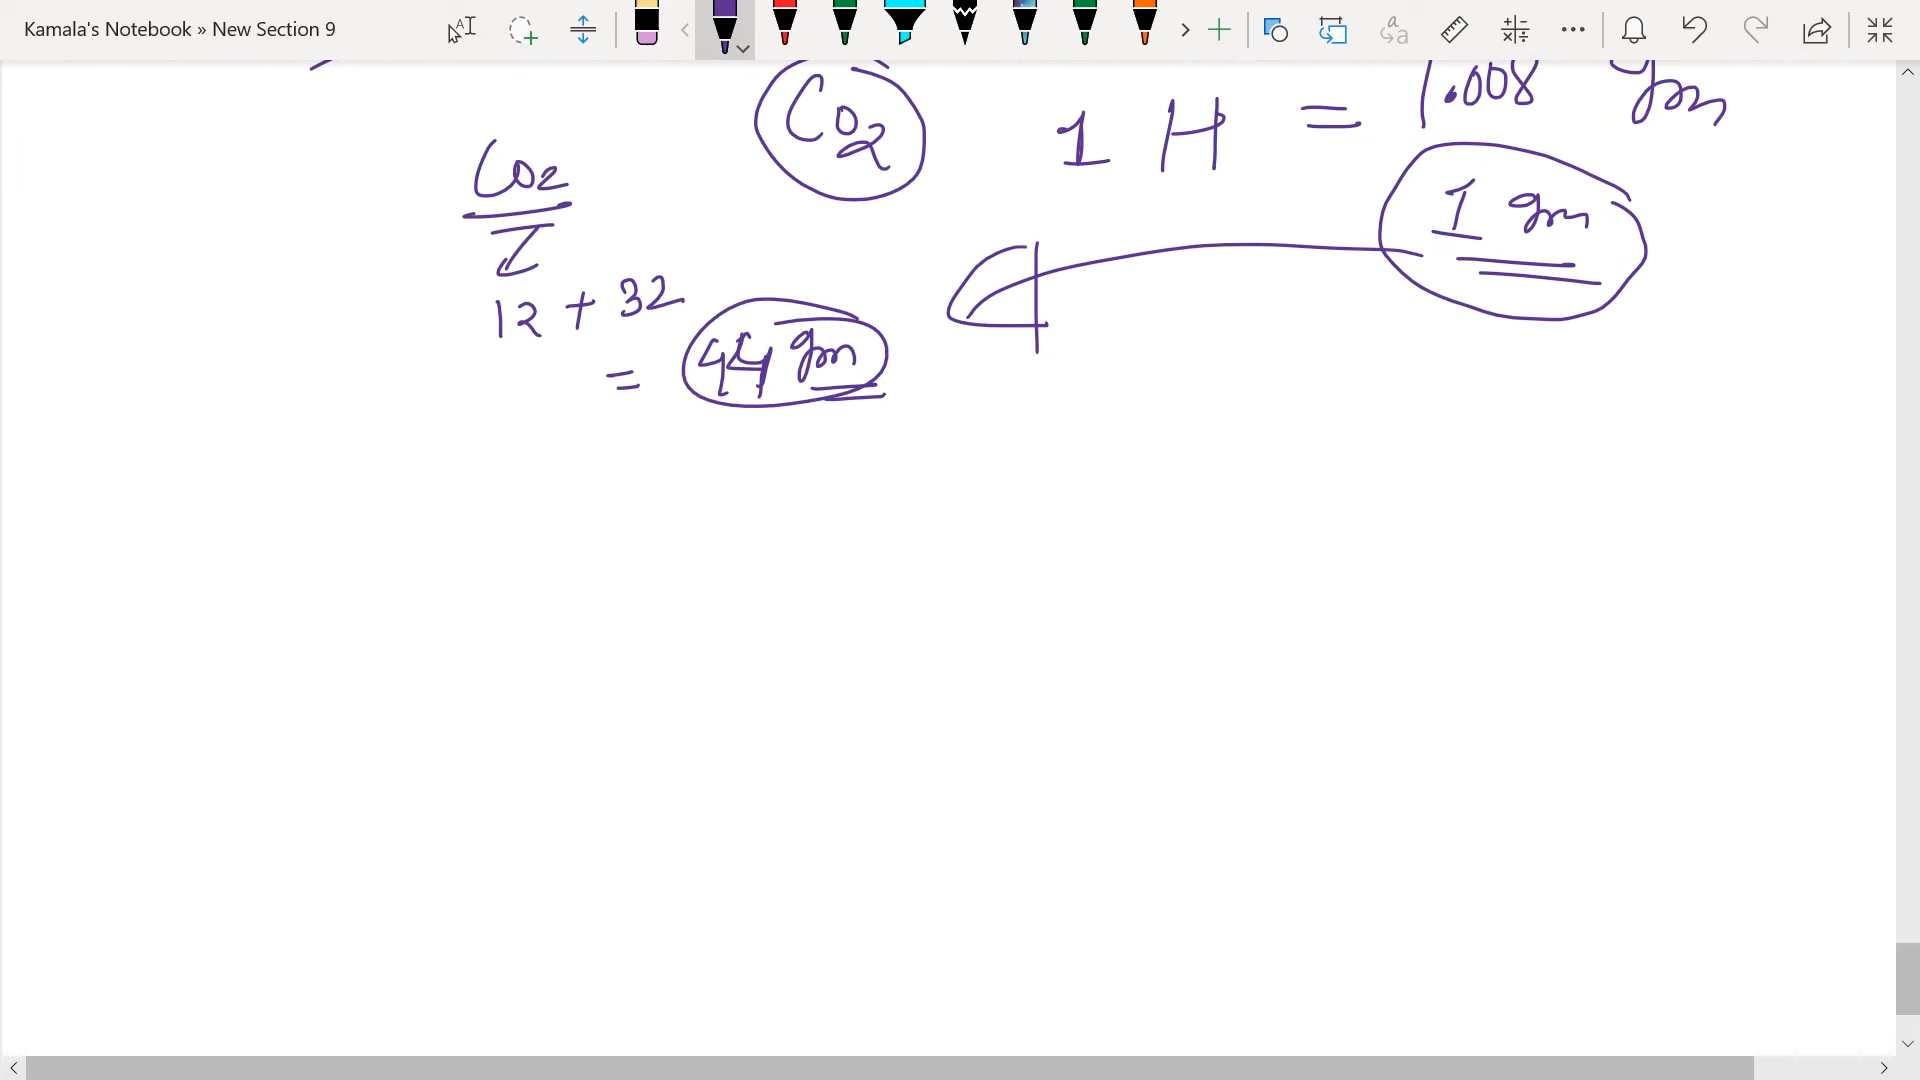 Kamala's Notebook » New Section 9
Co2
1 H = 1.008 gm
Co2
1 gm
12 + 32
= 44 gm